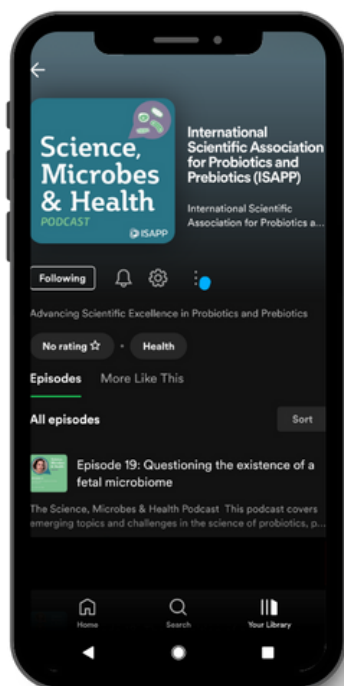 Science,
Microbes
& Health
PODCAST
ISAPP
International
Scientific Association
for Probiotics and
Prebiotics (ISAPP)
International Scientific
Association for Probiotics a...
Following
Advancing Scientific Excellence in Probiotics and Prebiotics
No rating
Health
Episodes More Like This
All episodes
Sort
Episode 19: Questioning the existence of a
fetal microbiome
The Science, Microbes & Health Podcast This podcast covers
emerging topics and challenges in the science of probiotics, p...
Home
Search
Your Library